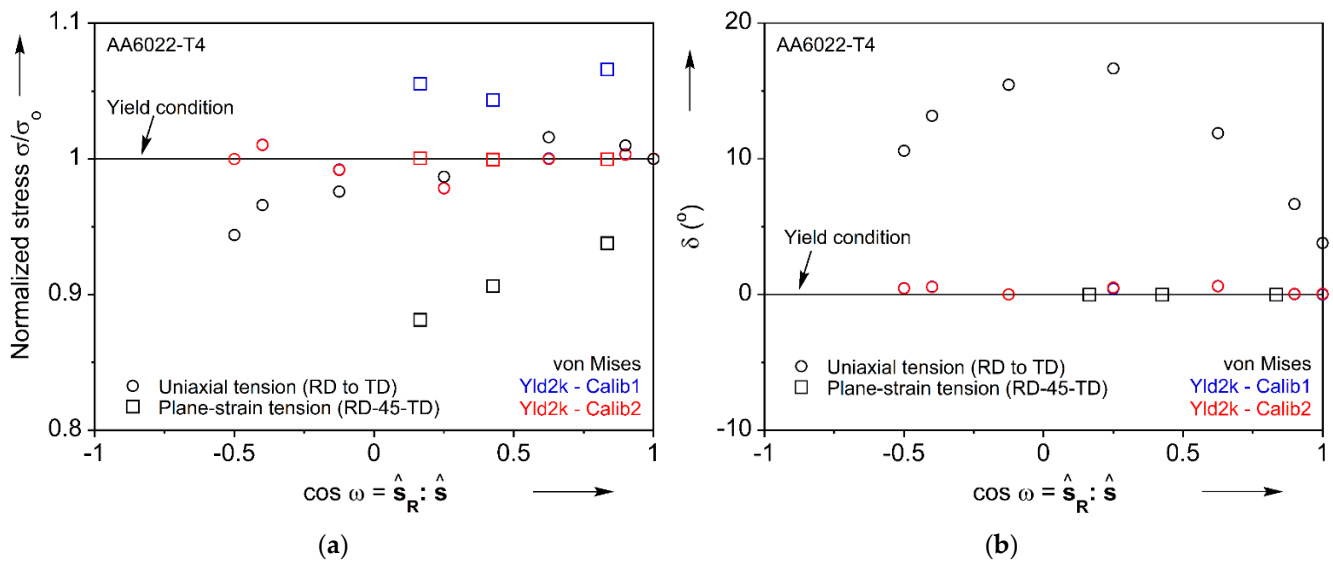 1.1
1
0.9
0.8
Normalized stress σ/σo
AA6022-T4
Yield condition
von Mises
Uniaxial tension (RD to TD)
Yld2k - Calib1
Plane-strain tension (RD-45-TD)
Yld2k - Calib2
-1
-0.5
0
0.5
1
cos ω = ŝR: ŝ
(a)
20
10
0
-10
δ (o)
AA6022-T4
Yield condition
von Mises
Uniaxial tension (RD to TD)
Yld2k - Calib1
Plane-strain tension (RD-45-TD)
Yld2k - Calib2
-1
-0.5
0
0.5
1
cos ω = ŝR: ŝ
(b)